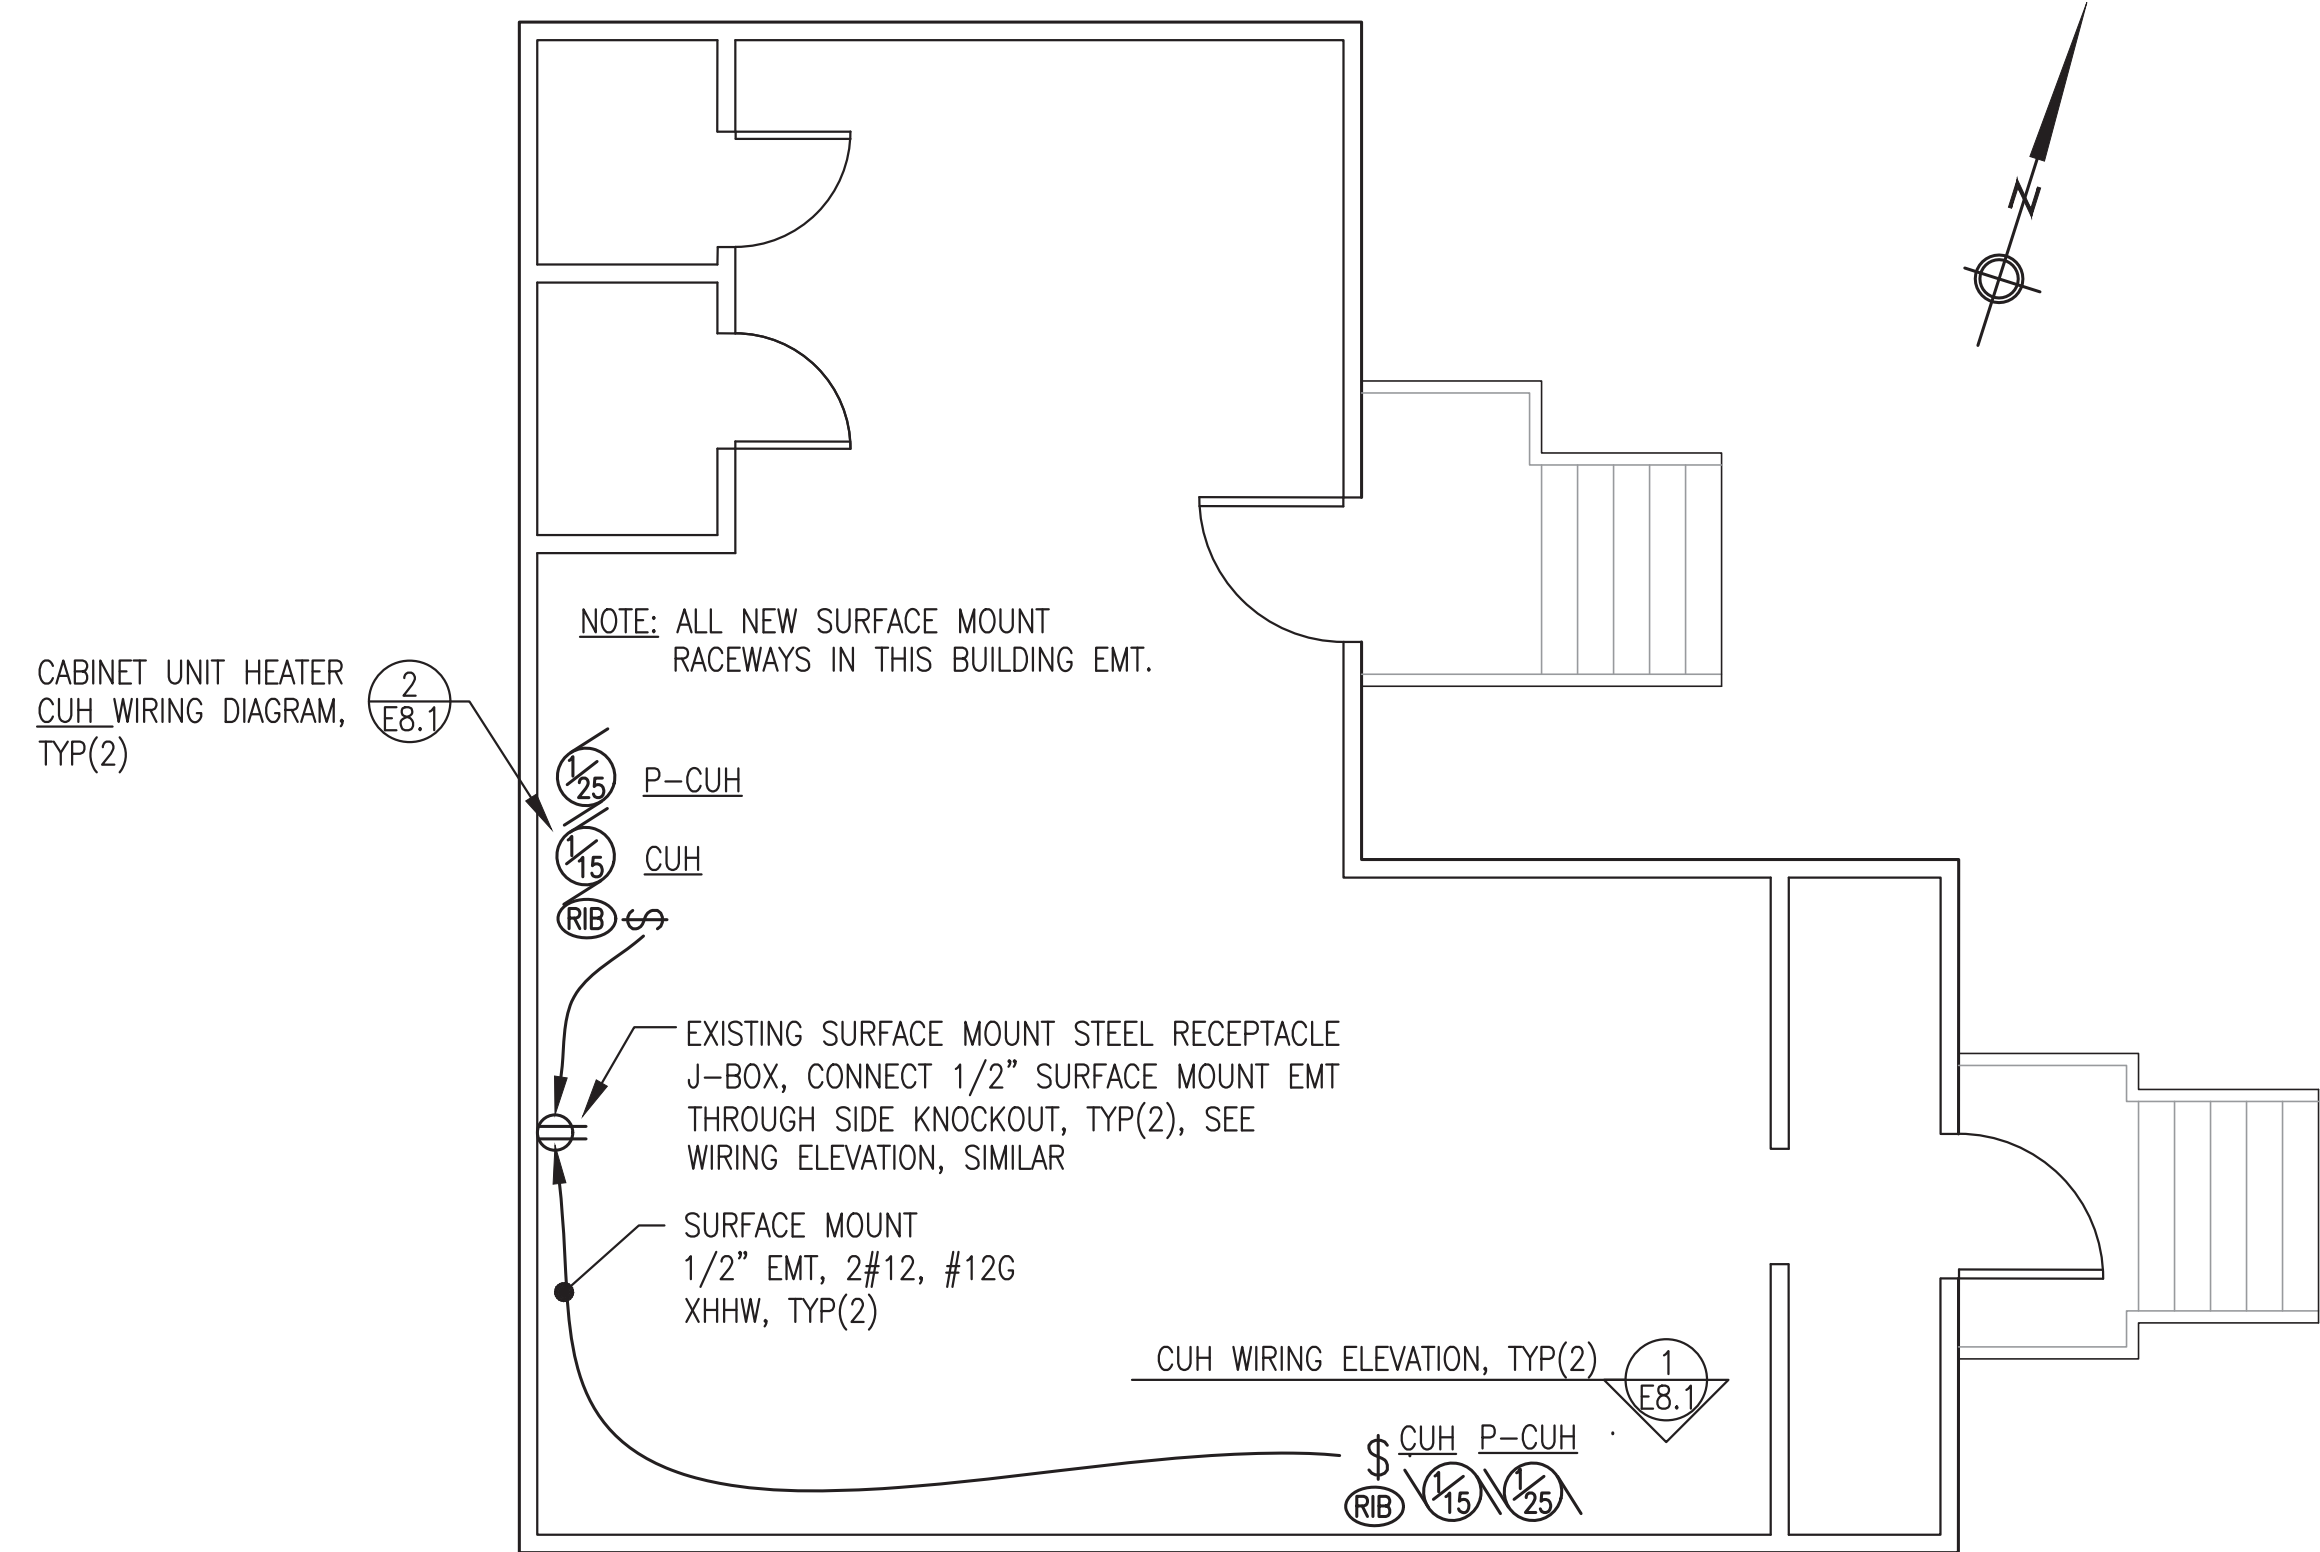 N
NOTE: ALL NEW SURFACE MOUNT
RACEWAYS IN THIS BUILDING EMT.
CABINET UNIT HEATER
CUH WIRING DIAGRAM,
TYP(2)
2
E8.1
1/25
P-CUH
1/15
CUH
RIB $
EXISTING SURFACE MOUNT STEEL RECEPTACLE
J-BOX, CONNECT 1/2" SURFACE MOUNT EMT
THROUGH SIDE KNOCKOUT, TYP(2), SEE
WIRING ELEVATION, SIMILAR
SURFACE MOUNT
1/2" EMT, 2#12, #12G
XHHW, TYP(2)
CUH WIRING ELEVATION, TYP(2)
1
E8.1
$ CUH P-CUH
RIB 1/15 1/25